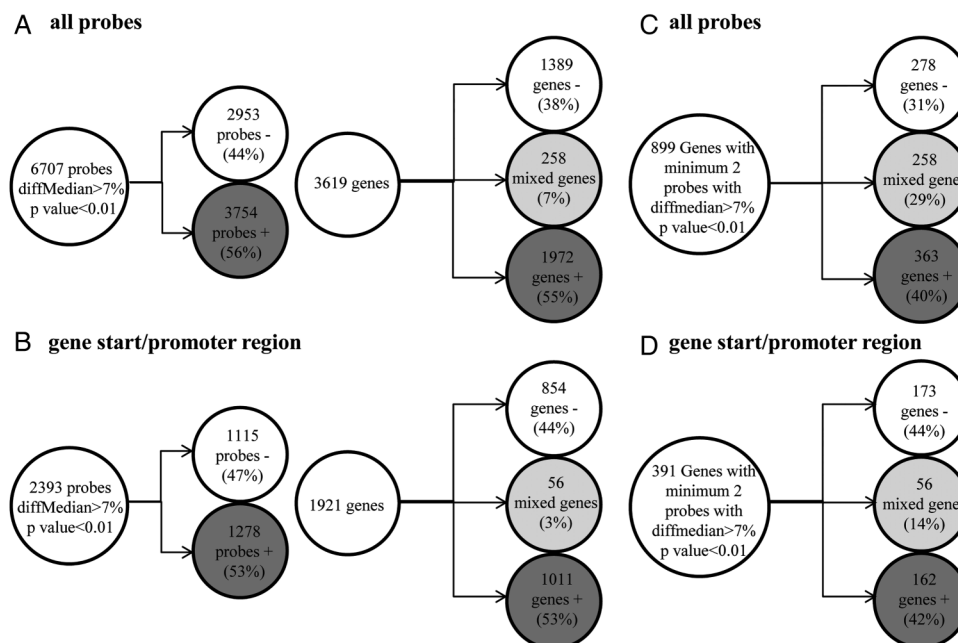 A all probes
6707 probes
diffMedian>7%
p value<0.01
2953
probes -
(44%)
3754
probes +
(56%)
3619 genes
1389
genes -
(38%)
258
mixed genes
(7%)
1972
genes +
(55%)
B gene start/promoter region
2393 probes
diffMedian>7%
p value<0.01
1115
probes -
(47%)
1278
probes +
(53%)
1921 genes
854
genes -
(44%)
56
mixed genes
(3%)
1011
genes +
(53%)
C all probes
899 Genes with
minimum 2
probes with
diffmedian>7%
p value<0.01
278
genes -
(31%)
258
mixed genes
(29%)
363
genes +
(40%)
D gene start/promoter region
391 Genes with
minimum 2
probes with
diffmedian>7%
p value<0.01
173
genes -
(44%)
56
mixed genes
(14%)
162
genes +
(42%)